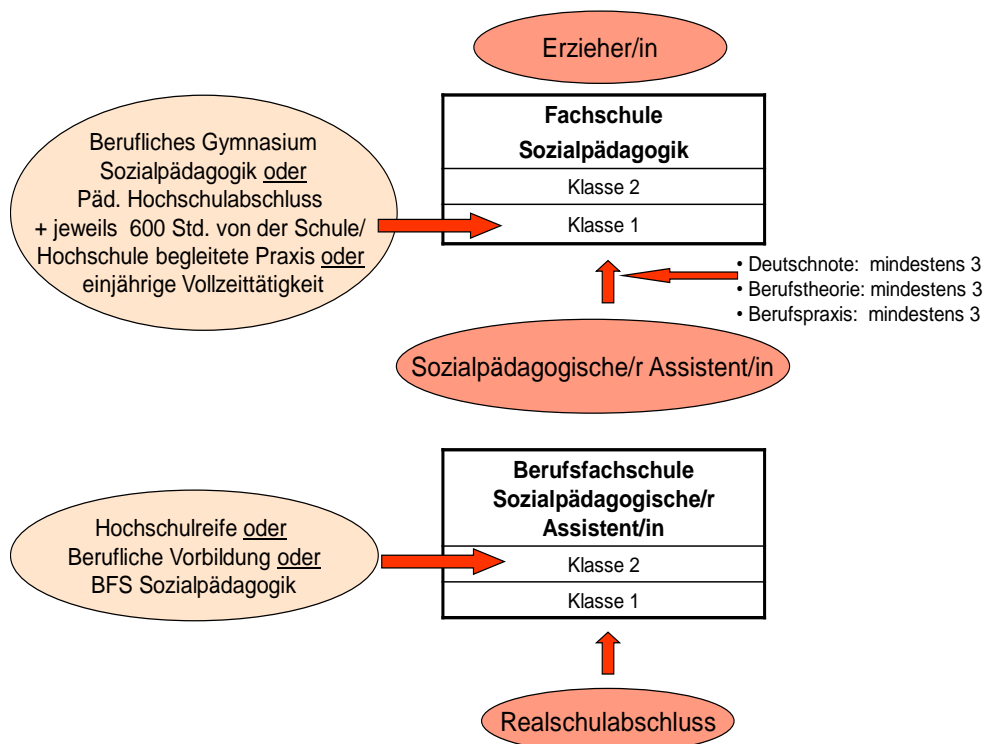 Erzieher/in
Fachschule
Sozialpädagogik
Klasse 2
Klasse 1
Berufliches Gymnasium
Sozialpädagogik oder
Päd. Hochschulabschluss
+ jeweils 600 Std. von der Schule/
Hochschule begleitete Praxis oder
einjährige Vollzeittätigkeit
• Deutschnote: mindestens 3
• Berufstheorie: mindestens 3
• Berufspraxis: mindestens 3
Sozialpädagogische/r Assistent/in
Berufsfachschule
Sozialpädagogische/r
Assistent/in
Klasse 2
Klasse 1
Hochschulreife oder
Berufliche Vorbildung oder
BFS Sozialpädagogik
Realschulabschluss